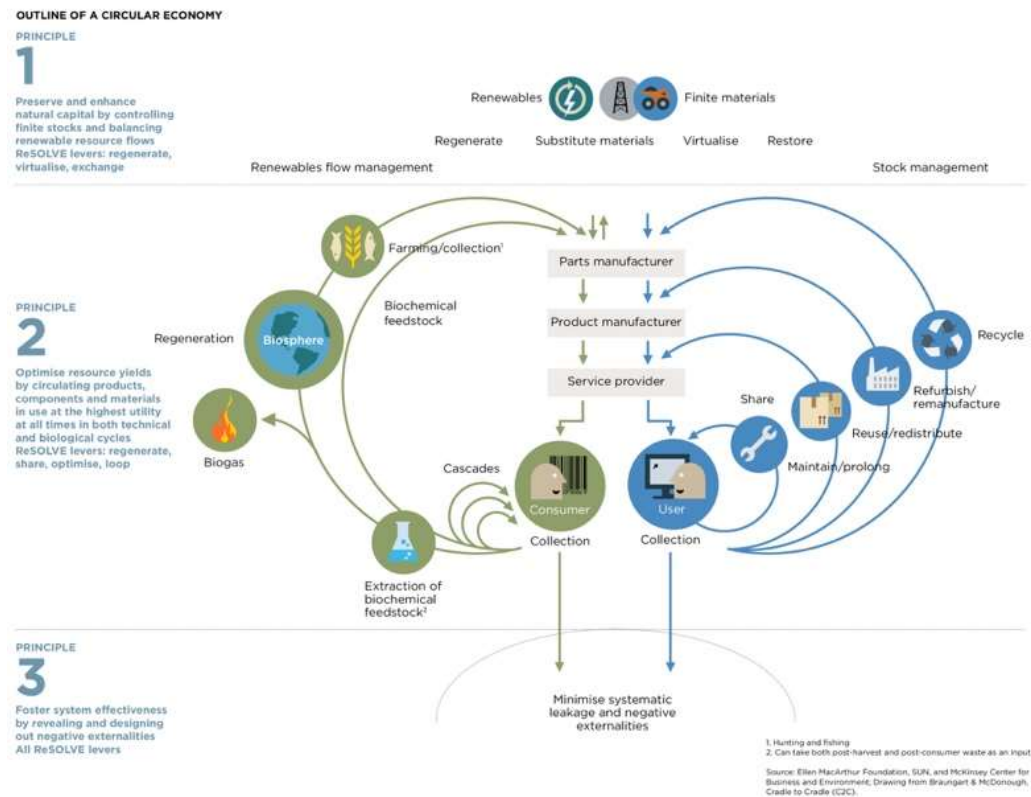 OUTLINE OF A CIRCULAR ECONOMY
PRINCIPLE
1
Preserve and enhance
natural capital by controlling
finite stocks and balancing
renewable resource flows
ReSOLVE levers: regenerate,
virtualise, exchange
Renewables
Finite materials
Regenerate
Substitute materials
Virtualise
Restore
Renewables flow management
Stock management
PRINCIPLE
2
Optimise resource yields
by circulating products,
components and materials
in use at the highest utility
at all times in both technical
and biological cycles
ReSOLVE levers: regenerate,
share, optimise, loop
Farming/collection¹
Biochemical
feedstock
Regeneration
Biosphere
Biogas
Cascades
Extraction of
biochemical
feedstock²
Parts manufacturer
Product manufacturer
Service provider
Consumer
Collection
User
Collection
Share
Maintain/prolong
Reuse/redistribute
Refurbish/
remanufacture
Recycle
PRINCIPLE
3
Foster system effectiveness
by revealing and designing
out negative externalities
All ReSOLVE levers
Minimise systematic
leakage and negative
externalities
1. Hunting and fishing
2. Can take both post-harvest and post-consumer waste as an input
Source: Ellen MacArthur Foundation, SUN, and McKinsey Center for
Business and Environment; Drawing from Braungart & McDonough,
Cradle to Cradle (C2C).